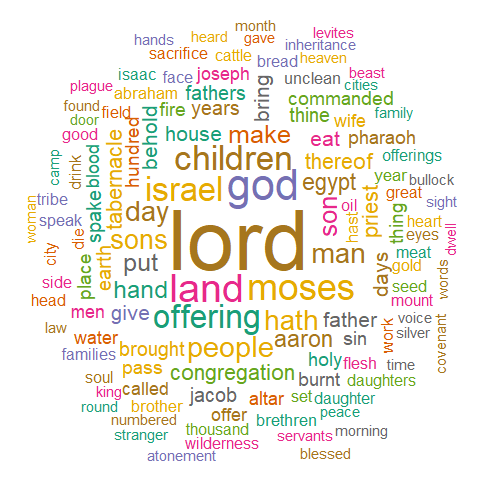 month
hands heard gave levites
sacrifice cattle inheritance
plague isaac face joseph bread heaven
abraham fathers unclean beast
found field fire years bring commanded cities
door behold hundred thine family
good house make wife
drink blood children eat pharaoh
camp tabernacle thereof offerings
tribe israel god egypt year bullock
woman speak spake day son oil priest great sight
die sons lord hast thing heart
earth man eyes
city place put meat dwell
land days gold
side hand moses seed words
head men give offering mount
law hath father work voice covenant
water aaron sin silver
families brought people
pass congregation holy flesh time
soul called burnt daughters
king jacob altar set daughter
round brother offer peace
numbered brethren
stranger thousand servants morning
wilderness
atonement blessed